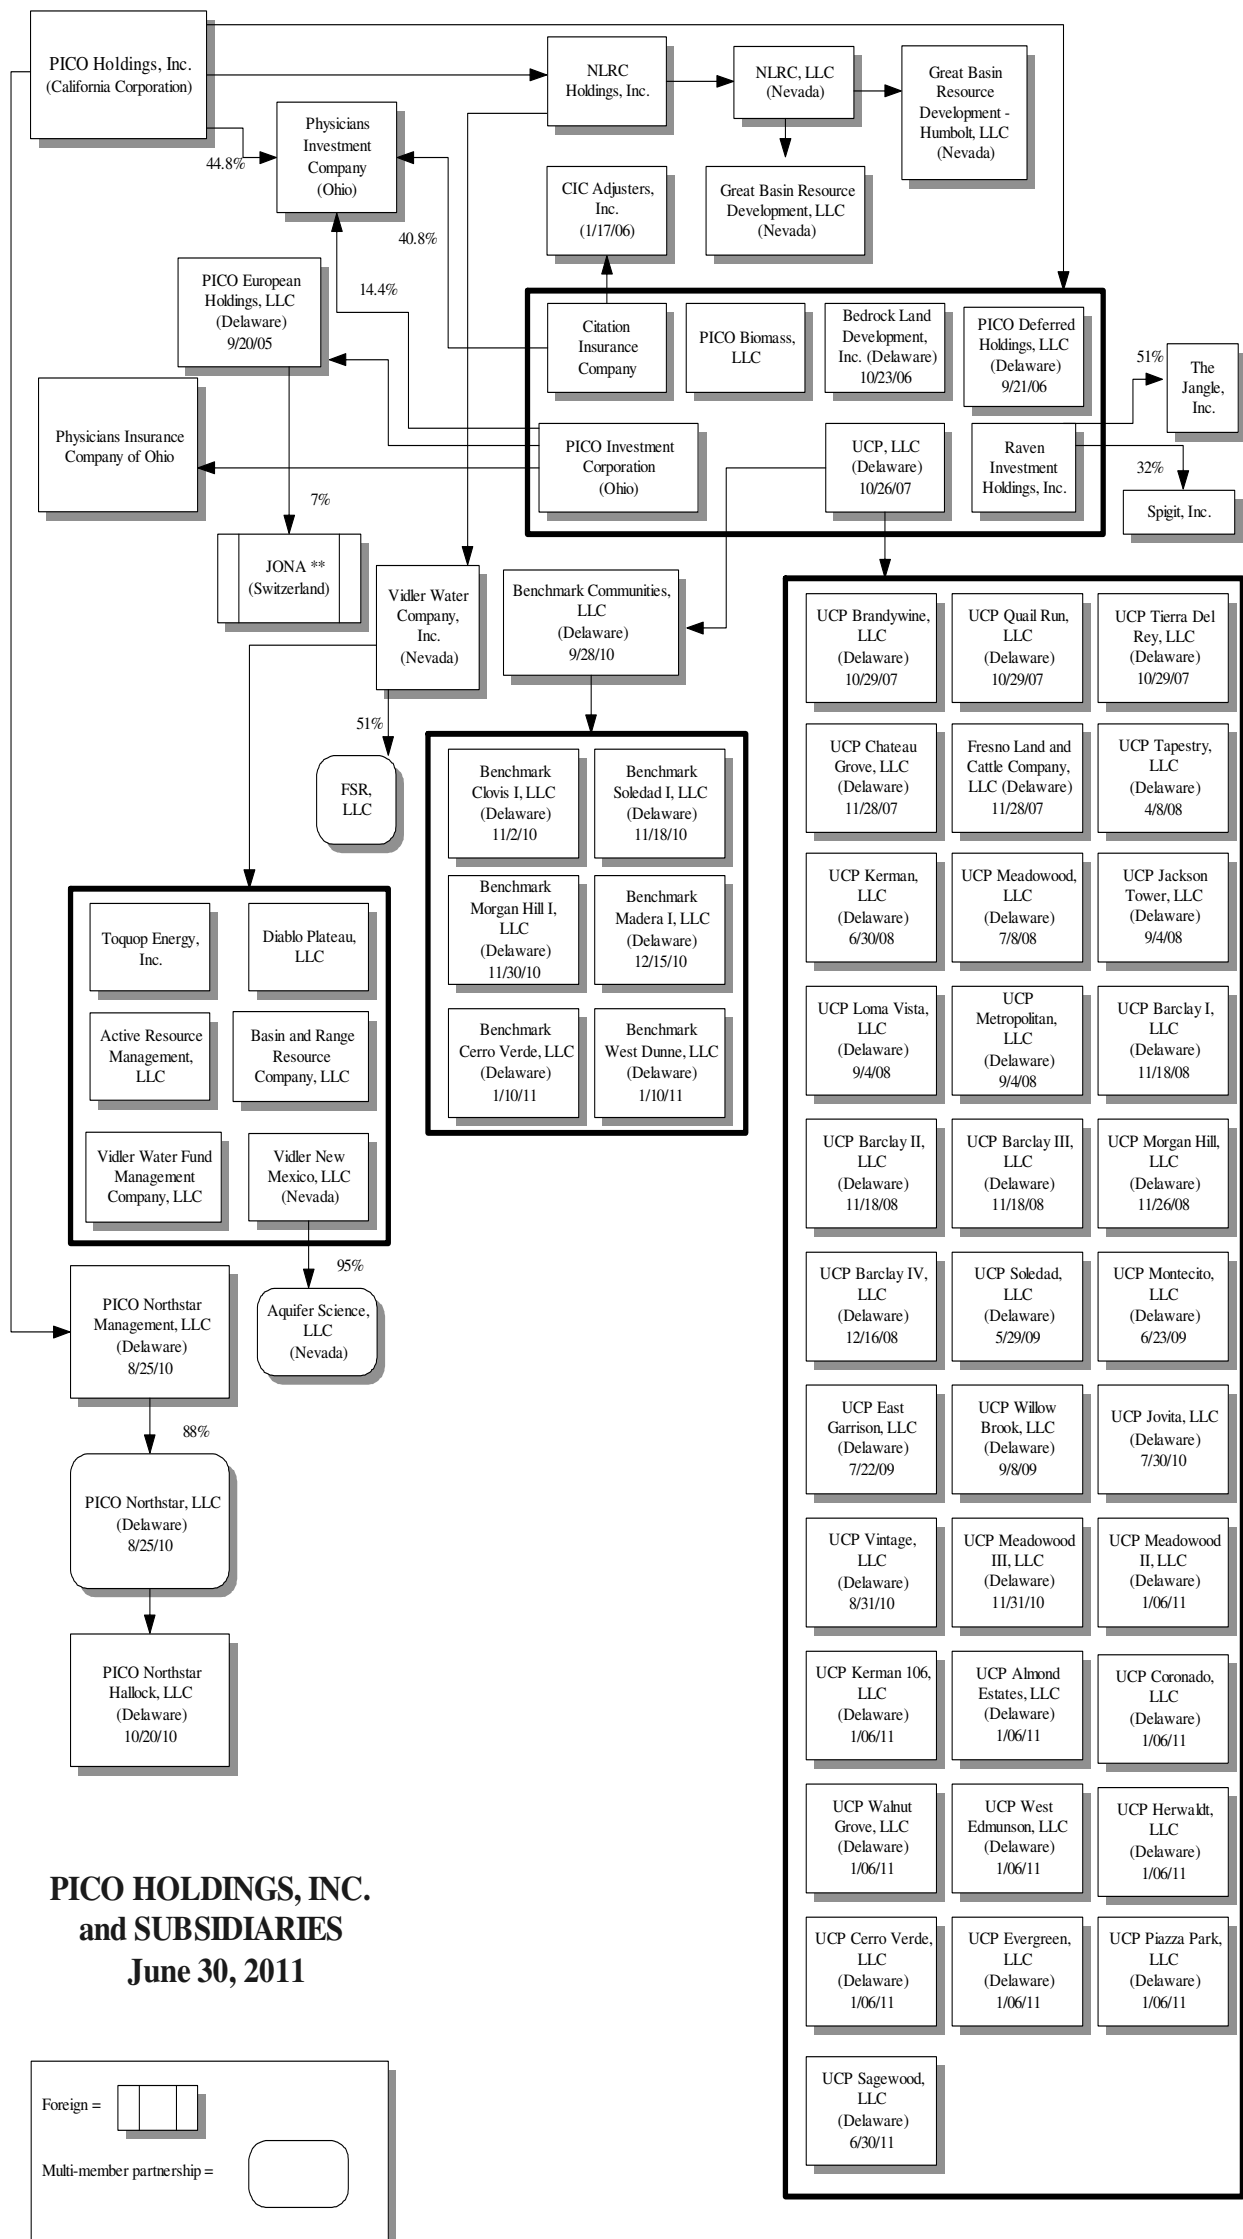 PICO Holdings, Inc.
(California Corporation)
NLRC
Holdings, Inc.
NLRC, LLC
(Nevada)
Great Basin
Resource
Development -
Humbolt, LLC
(Nevada)
Physicians
Investment
Company
(Ohio)
44.8%
CIC Adjusters,
Inc.
(1/17/06)
Great Basin Resource
Development, LLC
(Nevada)
40.8%
14.4%
PICO European
Holdings, LLC
(Delaware)
9/20/05
Citation
Insurance
Company
PICO Biomass,
LLC
Bedrock Land
Development,
Inc. (Delaware)
10/23/06
PICO Deferred
Holdings, LLC
(Delaware)
9/21/06
51%
The
Jangle,
Inc.
Physicians Insurance
Company of Ohio
PICO Investment
Corporation
(Ohio)
UCP, LLC
(Delaware)
10/26/07
Raven
Investment
Holdings, Inc.
32%
Spigit, Inc.
7%
JONA **
(Switzerland)
Vidler Water
Company,
Inc.
(Nevada)
Benchmark Communities,
LLC
(Delaware)
9/28/10
51%
FSR,
LLC
Benchmark
Clovis I, LLC
(Delaware)
11/2/10
Benchmark
Soledad I, LLC
(Delaware)
11/18/10
Benchmark
Morgan Hill I,
LLC
(Delaware)
11/30/10
Benchmark
Madera I, LLC
(Delaware)
12/15/10
Benchmark
Cerro Verde, LLC
(Delaware)
1/10/11
Benchmark
West Dunne, LLC
(Delaware)
1/10/11
Toquop Energy,
Inc.
Diablo Plateau,
LLC
Active Resource
Management,
LLC
Basin and Range
Resource
Company, LLC
Vidler Water Fund
Management
Company, LLC
Vidler New
Mexico, LLC
(Nevada)
95%
Aquifer Science,
LLC
(Nevada)
PICO Northstar
Management, LLC
(Delaware)
8/25/10
88%
PICO Northstar, LLC
(Delaware)
8/25/10
PICO Northstar
Hallock, LLC
(Delaware)
10/20/10
UCP Brandywine,
LLC
(Delaware)
10/29/07
UCP Quail Run,
LLC
(Delaware)
10/29/07
UCP Tierra Del
Rey, LLC
(Delaware)
10/29/07
UCP Chateau
Grove, LLC
(Delaware)
11/28/07
Fresno Land and
Cattle Company,
LLC (Delaware)
11/28/07
UCP Tapestry,
LLC
(Delaware)
4/8/08
UCP Kerman,
LLC
(Delaware)
6/30/08
UCP Meadowood,
LLC
(Delaware)
7/8/08
UCP Jackson
Tower, LLC
(Delaware)
9/4/08
UCP Loma Vista,
LLC
(Delaware)
9/4/08
UCP
Metropolitan,
LLC
(Delaware)
9/4/08
UCP Barclay I,
LLC
(Delaware)
11/18/08
UCP Barclay II,
LLC
(Delaware)
11/18/08
UCP Barclay III,
LLC
(Delaware)
11/18/08
UCP Morgan Hill,
LLC
(Delaware)
11/26/08
UCP Barclay IV,
LLC
(Delaware)
12/16/08
UCP Soledad,
LLC
(Delaware)
5/29/09
UCP Montecito,
LLC
(Delaware)
6/23/09
UCP East
Garrison, LLC
(Delaware)
7/22/09
UCP Willow
Brook, LLC
(Delaware)
9/8/09
UCP Jovita, LLC
(Delaware)
7/30/10
UCP Vintage,
LLC
(Delaware)
8/31/10
UCP Meadowood
III, LLC
(Delaware)
11/31/10
UCP Meadowood
II, LLC
(Delaware)
1/06/11
UCP Kerman 106,
LLC
(Delaware)
1/06/11
UCP Almond
Estates, LLC
(Delaware)
1/06/11
UCP Coronado,
LLC
(Delaware)
1/06/11
UCP Walnut
Grove, LLC
(Delaware)
1/06/11
UCP West
Edmunson, LLC
(Delaware)
1/06/11
UCP Herwaldt,
LLC
(Delaware)
1/06/11
UCP Cerro Verde,
LLC
(Delaware)
1/06/11
UCP Evergreen,
LLC
(Delaware)
1/06/11
UCP Piazza Park,
LLC
(Delaware)
1/06/11
UCP Sagewood,
LLC
(Delaware)
6/30/11
PICO HOLDINGS, INC.
and SUBSIDIARIES
June 30, 2011
Foreign =
Multi-member partnership =